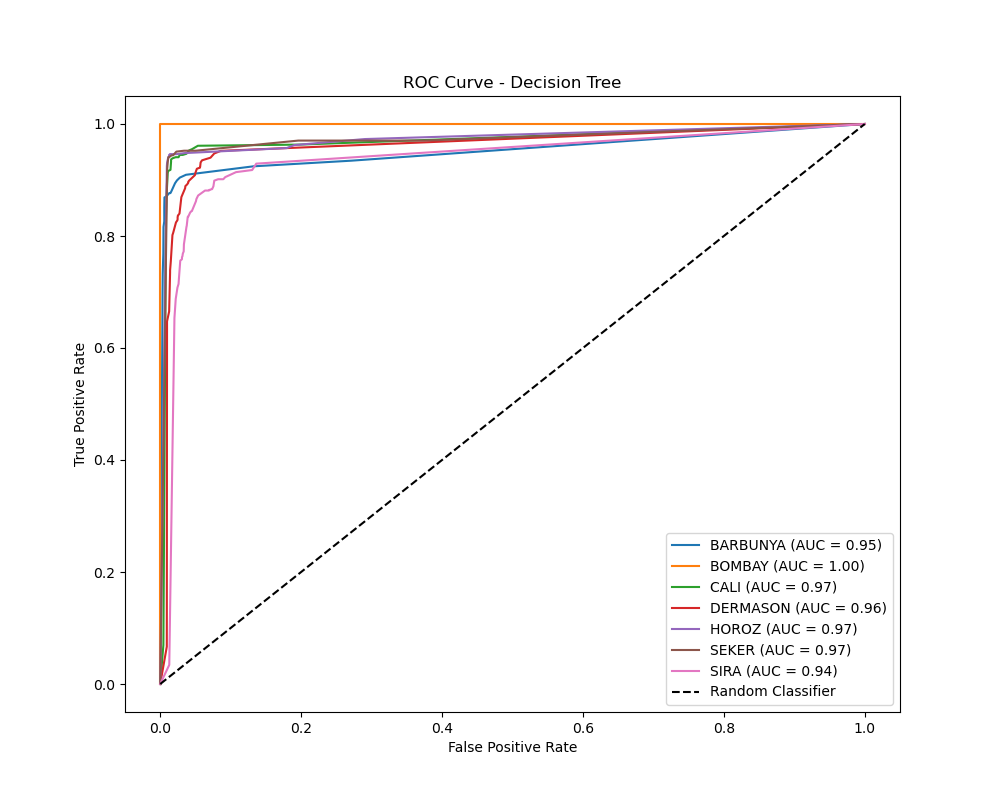 ROC Curve - Decision Tree
1.0
0.8
0.6
0.4
0.2
0.0
True Positive Rate
0.0 0.2 0.4 0.6 0.8 1.0
False Positive Rate
BARBUNYA (AUC = 0.95)
BOMBAY (AUC = 1.00)
CALI (AUC = 0.97)
DERMASON (AUC = 0.96)
HOROZ (AUC = 0.97)
SEKER (AUC = 0.97)
SIRA (AUC = 0.94)
Random Classifier